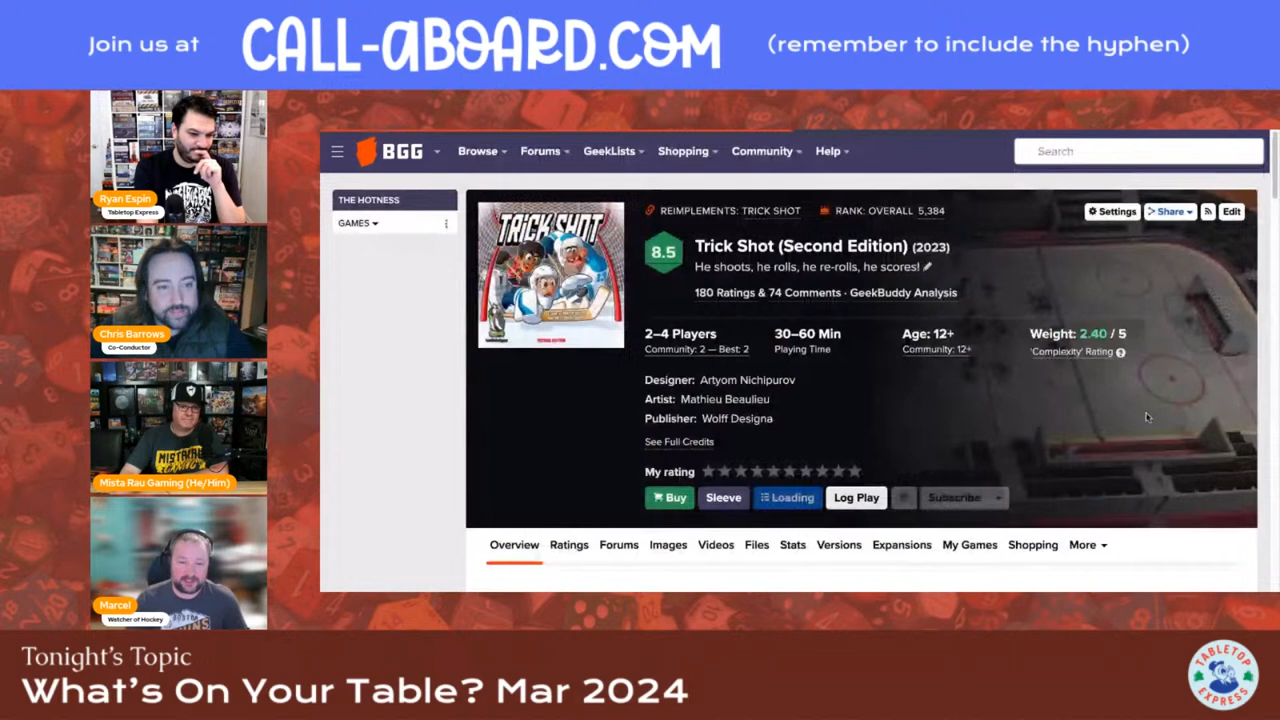 Join us at CALL-aBOARD.COM (remember to include the hyphen)
Ryan Espin
Tabletop Express
Chris Barrows
Co-Conductor
MISTARAU
GAMING
Mista Rau Gaming (He/Him)
Marcel
Watcher of Hockey
BGG Browse Forums GeekLists Shopping Community Help Search
THE HOTNESS
GAMES
TRICK SHOT
REIMPLEMENTS: TRICK SHOT RANK: OVERALL 5,384 Settings Share Edit
8.5 Trick Shot (Second Edition) (2023)
He shoots, he rolls, he re-rolls, he scores!
180 Ratings & 74 Comments · GeekBuddy Analysis
2–4 Players 30–60 Min Age: 12+ Weight: 2.40 / 5
Community: 2 — Best: 2 Playing Time Community: 12+ 'Complexity' Rating ?
Designer: Artyom Nichipurov
Artist: Mathieu Beaulieu
Publisher: Wolff Designa
See Full Credits
My rating
Buy Sleeve Loading Log Play Subscribe
Overview Ratings Forums Images Videos Files Stats Versions Expansions My Games Shopping More
Tonight's Topic
What's On Your Table? Mar 2024
TABLETOP
EXPRESS